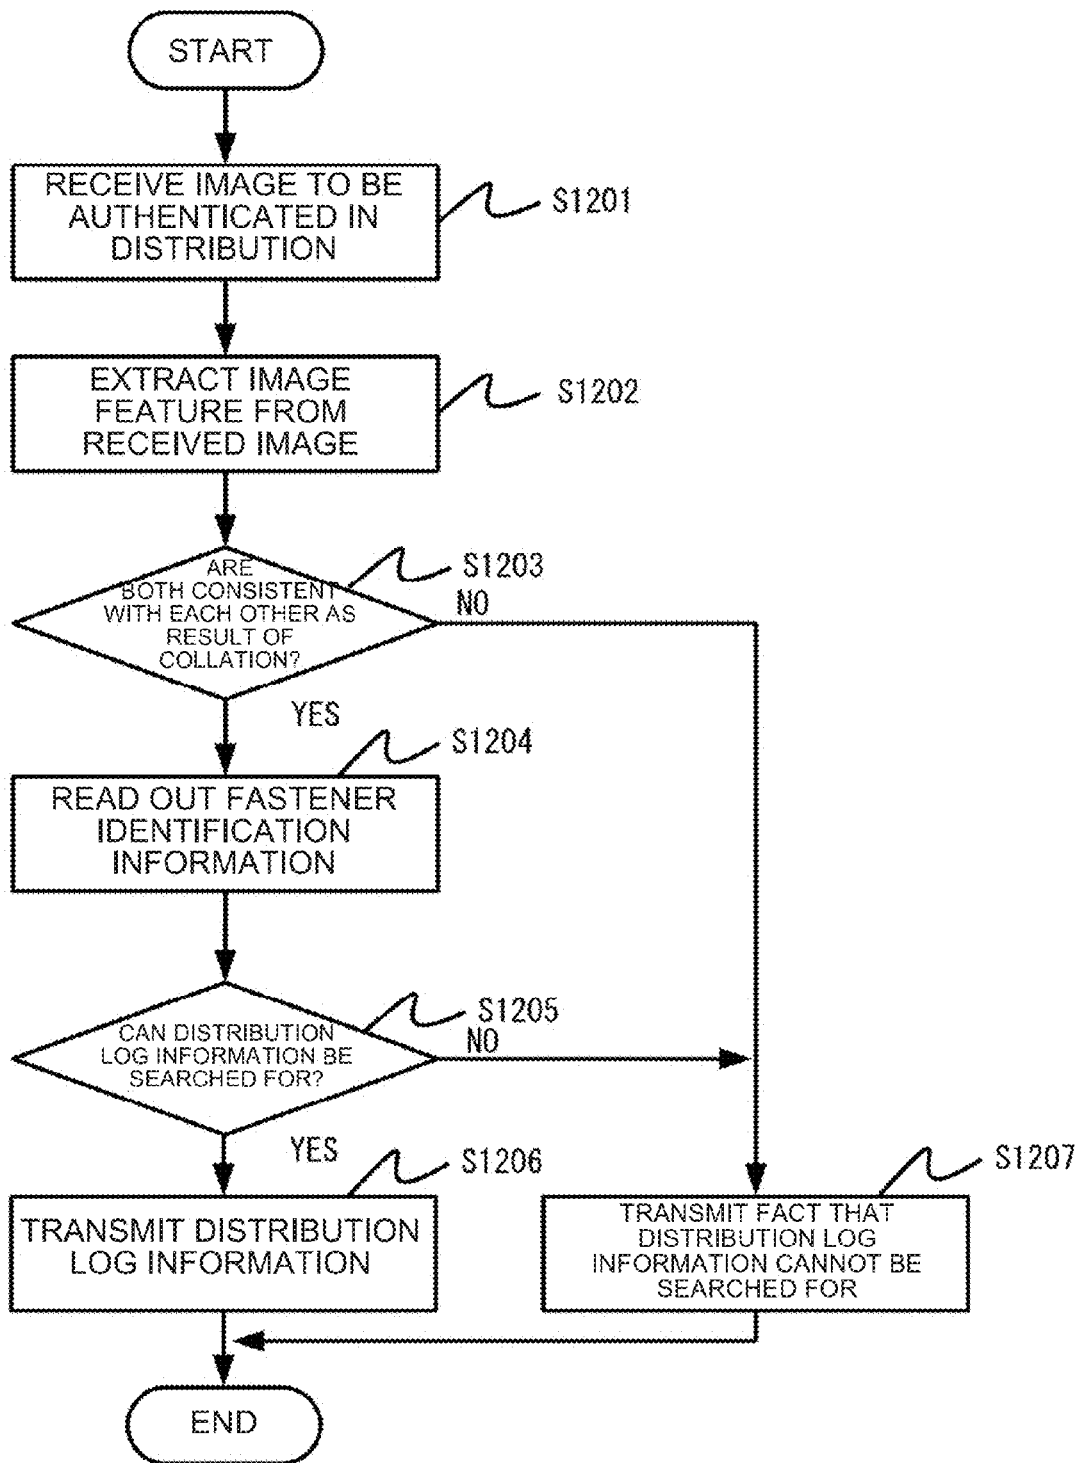 START
RECEIVE IMAGE TO BE
AUTHENTICATED IN
DISTRIBUTION
S1201
EXTRACT IMAGE
FEATURE FROM
RECEIVED IMAGE
S1202
ARE
BOTH CONSISTENT
WITH EACH OTHER AS
RESULT OF
COLLATION?
S1203
NO
YES
S1204
READ OUT FASTENER
IDENTIFICATION
INFORMATION
CAN DISTRIBUTION
LOG INFORMATION BE
SEARCHED FOR?
S1205
NO
YES
S1206
TRANSMIT DISTRIBUTION
LOG INFORMATION
S1207
TRANSMIT FACT THAT
DISTRIBUTION LOG
INFORMATION CANNOT BE
SEARCHED FOR
END